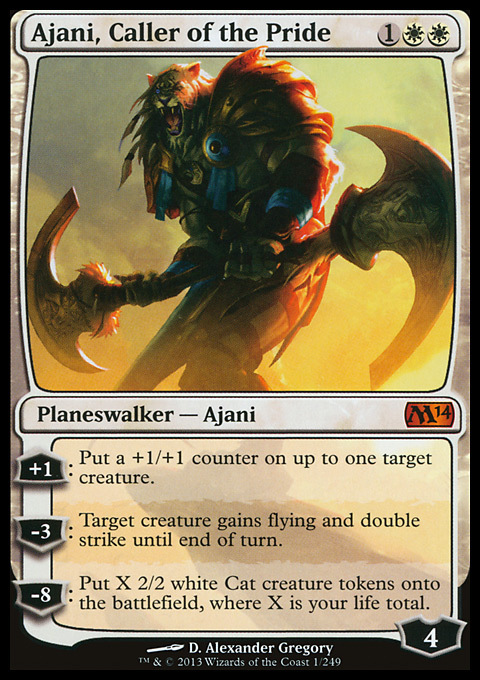 Ajani, Caller of the Pride 1
Planeswalker — Ajani M14
+1: Put a +1/+1 counter on up to one target
creature.
-3: Target creature gains flying and double
strike until end of turn.
-8: Put X 2/2 white Cat creature tokens onto
the battlefield, where X is your life total.
D. Alexander Gregory
4
™ & © 2013 Wizards of the Coast 1/249